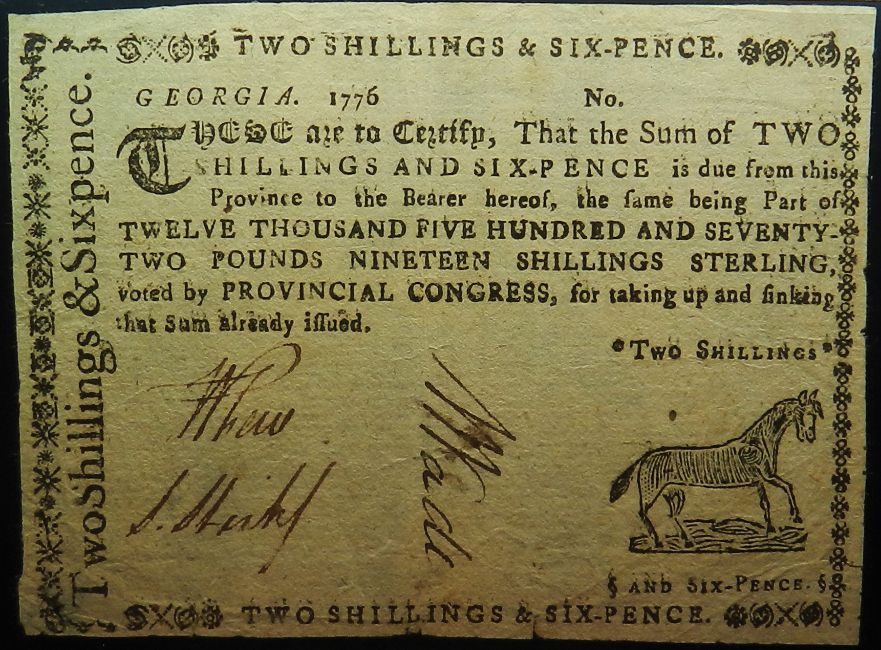 TWO SHILLINGS & SIX-PENCE.
Two Shillings & Sixpence.
GEORGIA. 1776 No.
THESE are to Certify, That the Sum of TWO
SHILLINGS AND SIX-PENCE is due from this
Province to the Bearer hereof, the ſame being Part of
TWELVE THOUSAND FIVE HUNDRED AND SEVENTY-
TWO POUNDS NINETEEN SHILLINGS STERLING,
voted by PROVINCIAL CONGRESS, for taking up and ſinking
that Sum already iſſued.
*TWO SHILLINGS*
§ AND SIX-PENCE. §
TWO SHILLINGS & SIX-PENCE.